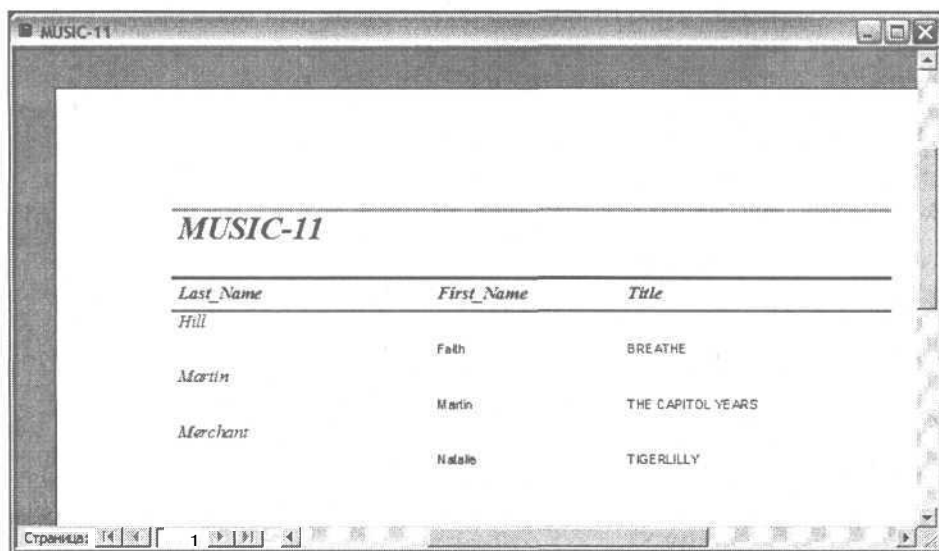 MUSIC-11
MUSIC-11
Last_Name First_Name Title
Hill
Faith BREATHE
Martin
Martin THE CAPITOL YEARS
Merchant
Natalie TIGERLILLY
Страница: 1